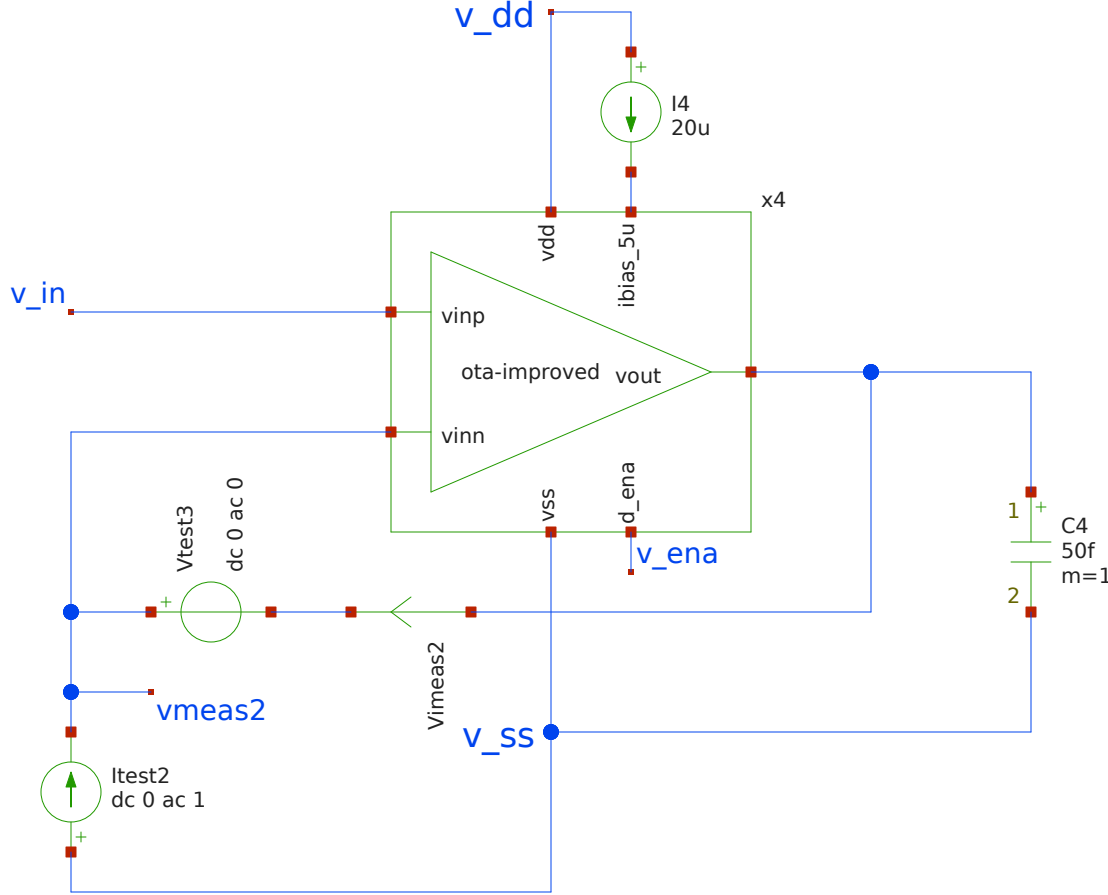 v_dd
+
I4
20u
x4
vdd
ibias_5u
v_in
vinp
ota-improved
vout
vinn
vss
d_ena
v_ena
Vtest3
dc 0 ac 0
+
Vimeas2
1
+
C4
50f
m=1
2
vmeas2
v_ss
Itest2
dc 0 ac 1
+